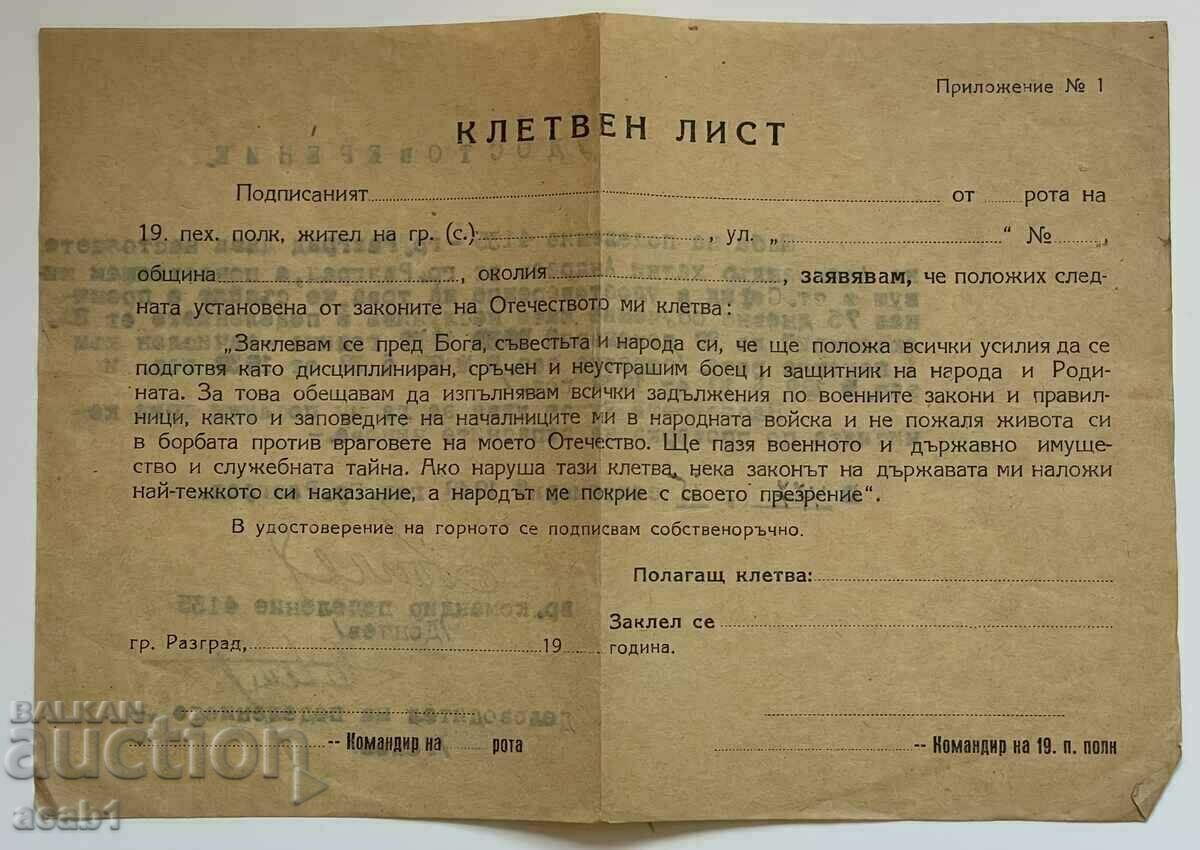 Приложение № 1
КЛЕТВЕН ЛИСТ
Подписаният от рота на
19. пех. полк, жител на гр. (с.) , ул. „ “ № ,
община , околия , заявявам, че положих след-
ната установена от законите на Отечеството ми клетва:
„Заклевам се пред Бога, съвестьта и народа си, че ще положа всички усилия да се
подготвя като дисциплиниран, сръчен и неустрашим боец и защитник на народа и Роди-
ната. За това обещавам да изпълнявам всички задължения по военните закони и правил-
ници, както и заповедите на началниците ми в народната войска и не пожаля живота си
в борбата против враговете на моето Отечество. Ще пазя военното и държавно имуще-
ство и служебната тайна. Ако наруша тази клетва, нека законът на държавата ми наложи
най-тежкото си наказание, а народът ме покрие с своето презрение“.
В удостоверение на горното се подписвам собственоръчно.
Полагащ клетва:
Заклел се
гр. Разград, 19 година.
-- Командир на рота
-- Командир на 19. п. полк
BALKAN
auction
acab1